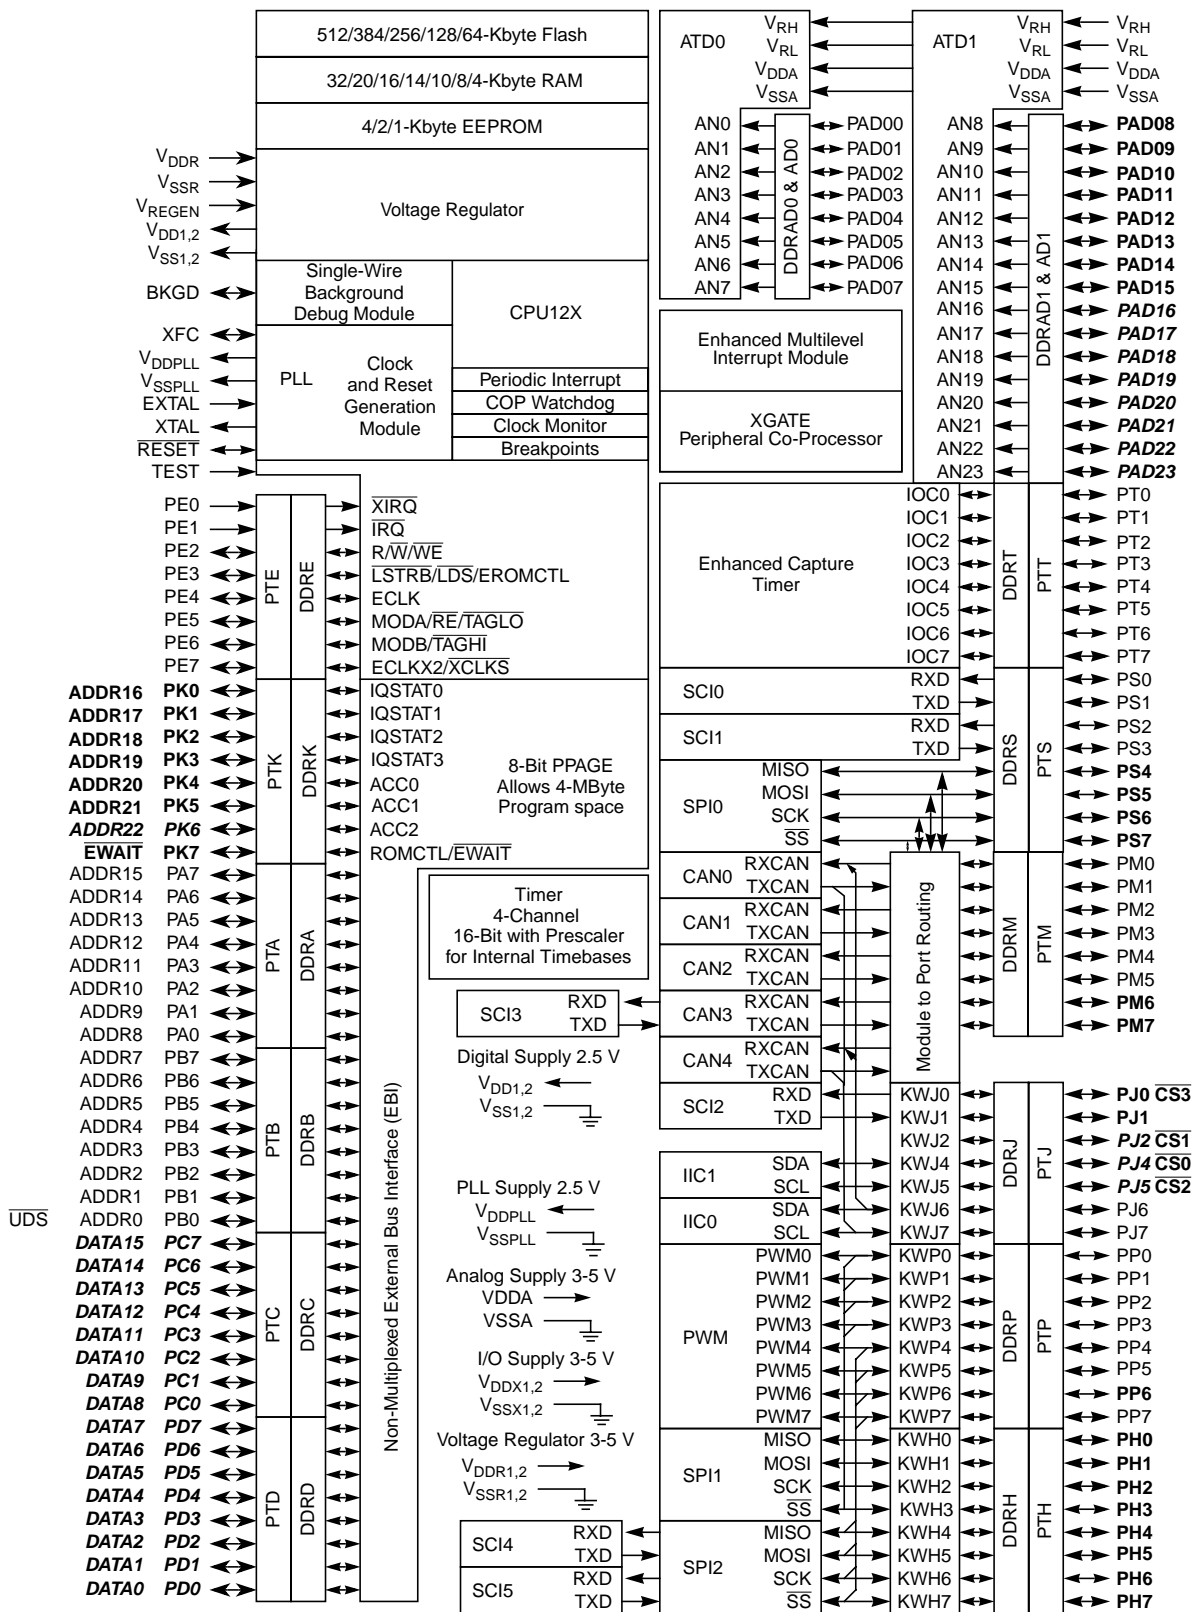 512/384/256/128/64-Kbyte Flash
32/20/16/14/10/8/4-Kbyte RAM
4/2/1-Kbyte EEPROM
VDDR
VSSR
VREGEN
VDD1,2
VSS1,2
Voltage Regulator
BKGD
Single-Wire
Background
Debug Module
CPU12X
XFC
VDDPLL
VSSPLL
EXTAL
XTAL
RESET
TEST
PLL
Clock
and Reset
Generation
Module
Periodic Interrupt
COP Watchdog
Clock Monitor
Breakpoints
PE0 XIRQ
PE1 IRQ
PE2 R/W/WE
PE3 LSTRB/LDS/EROMCTL
PE4 ECLK
PE5 MODA/RE/TAGLO
PE6 MODB/TAGHI
PE7 ECLKX2/XCLKS
PTE
DDRE
ADDR16 PK0 IQSTAT0
ADDR17 PK1 IQSTAT1
ADDR18 PK2 IQSTAT2
ADDR19 PK3 IQSTAT3
ADDR20 PK4 ACC0
ADDR21 PK5 ACC1
ADDR22 PK6 ACC2
EWAIT PK7 ROMCTL/EWAIT
PTK
DDRK
8-Bit PPAGE
Allows 4-MByte
Program space
ADDR15 PA7
ADDR14 PA6
ADDR13 PA5
ADDR12 PA4
ADDR11 PA3
ADDR10 PA2
ADDR9 PA1
ADDR8 PA0
PTA
DDRA
ADDR7 PB7
ADDR6 PB6
ADDR5 PB5
ADDR4 PB4
ADDR3 PB3
ADDR2 PB2
ADDR1 PB1
UDS ADDR0 PB0
PTB
DDRB
DATA15 PC7
DATA14 PC6
DATA13 PC5
DATA12 PC4
DATA11 PC3
DATA10 PC2
DATA9 PC1
DATA8 PC0
PTC
DDRC
DATA7 PD7
DATA6 PD6
DATA5 PD5
DATA4 PD4
DATA3 PD3
DATA2 PD2
DATA1 PD1
DATA0 PD0
PTD
DDRD
Non-Multiplexed External Bus Interface (EBI)
Timer
4-Channel
16-Bit with Prescaler
for Internal Timebases
SCI3
RXD
TXD
Digital Supply 2.5 V
VDD1,2
VSS1,2
PLL Supply 2.5 V
VDDPLL
VSSPLL
Analog Supply 3-5 V
VDDA
VSSA
I/O Supply 3-5 V
VDDX1,2
VSSX1,2
Voltage Regulator 3-5 V
VDDR1,2
VSSR1,2
SCI4
RXD
TXD
SCI5
RXD
TXD
ATD0
VRH
VRL
VDDA
VSSA
AN0 PAD00
AN1 PAD01
AN2 PAD02
AN3 PAD03
AN4 PAD04
AN5 PAD05
AN6 PAD06
AN7 PAD07
DDRAD0 & AD0
ATD1
VRH VRH
VRL VRL
VDDA VDDA
VSSA VSSA
AN8 PAD08
AN9 PAD09
AN10 PAD10
AN11 PAD11
AN12 PAD12
AN13 PAD13
AN14 PAD14
AN15 PAD15
AN16 PAD16
AN17 PAD17
AN18 PAD18
AN19 PAD19
AN20 PAD20
AN21 PAD21
AN22 PAD22
AN23 PAD23
DDRAD1 & AD1
Enhanced Multilevel
Interrupt Module
XGATE
Peripheral Co-Processor
Enhanced Capture
Timer
IOC0 PT0
IOC1 PT1
IOC2 PT2
IOC3 PT3
IOC4 PT4
IOC5 PT5
IOC6 PT6
IOC7 PT7
DDRT
PTT
SCI0
RXD PS0
TXD PS1
SCI1
RXD PS2
TXD PS3
SPI0
MISO PS4
MOSI PS5
SCK PS6
SS PS7
DDRS
PTS
CAN0
RXCAN PM0
TXCAN PM1
CAN1
RXCAN PM2
TXCAN PM3
CAN2
RXCAN PM4
TXCAN PM5
CAN3
RXCAN PM6
TXCAN PM7
CAN4
RXCAN
TXCAN
Module to Port Routing
DDRM
PTM
SCI2
RXD KWJ0 PJ0 CS3
TXD KWJ1 PJ1
KWJ2 PJ2 CS1
IIC1
SDA KWJ4 PJ4 CS0
SCL KWJ5 PJ5 CS2
IIC0
SDA KWJ6 PJ6
SCL KWJ7 PJ7
DDRJ
PTJ
PWM
PWM0 KWP0 PP0
PWM1 KWP1 PP1
PWM2 KWP2 PP2
PWM3 KWP3 PP3
PWM4 KWP4 PP4
PWM5 KWP5 PP5
PWM6 KWP6 PP6
PWM7 KWP7 PP7
DDRP
PTP
SPI1
MISO KWH0 PH0
MOSI KWH1 PH1
SCK KWH2 PH2
SS KWH3 PH3
SPI2
MISO KWH4 PH4
MOSI KWH5 PH5
SCK KWH6 PH6
SS KWH7 PH7
DDRH
PTH